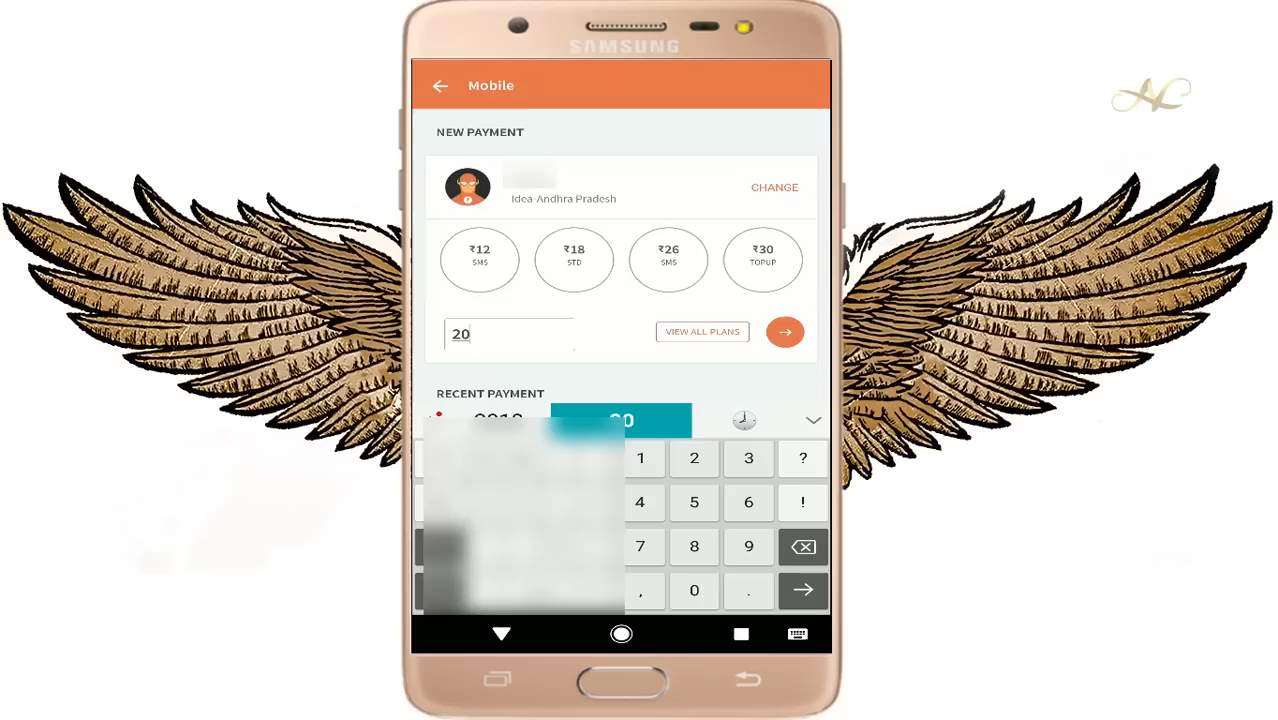 SAMSUNG
Mobile
NEW PAYMENT
Idea-Andhra Pradesh
CHANGE
₹12 ₹18 ₹26 ₹30
SMS STD SMS TOPUP
20
VIEW ALL PLANS
RECENT PAYMENT
1 2 3 ?
4 5 6 !
7 8 9
, 0 .